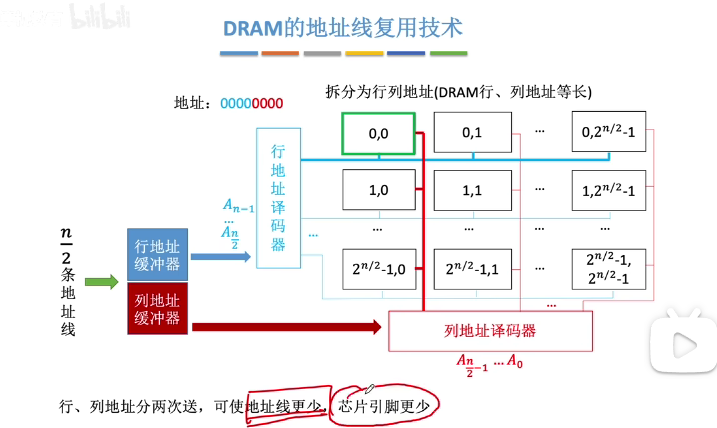 bilibili
DRAM的地址线复用技术
地址：00000000
拆分为行列地址(DRAM行、列地址等长)
行地址译码器
0,0
0,1
...
0,2^{n/2}-1
1,0
1,1
...
1,2^{n/2}-1
A_{n-1}
...
A_{n/2}
...
...
...
...
2^{n/2}-1,0
2^{n/2}-1,1
...
2^{n/2}-1,
2^{n/2}-1
...
n/2条地址线
行地址缓冲器
列地址缓冲器
列地址译码器
A_{n/2-1} ... A_0
行、列地址分两次送，可使地址线更少，芯片引脚更少